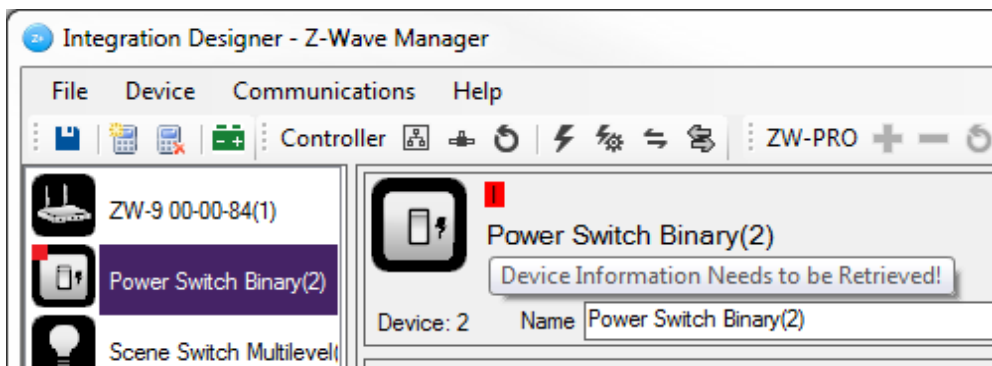 Integration Designer - Z-Wave Manager
File Device Communications Help
Controller ZW-PRO
ZW-9 00-00-84(1)
Power Switch Binary(2)
Scene Switch Multilevel(
I
Power Switch Binary(2)
Device Information Needs to be Retrieved!
Device: 2 Name Power Switch Binary(2)